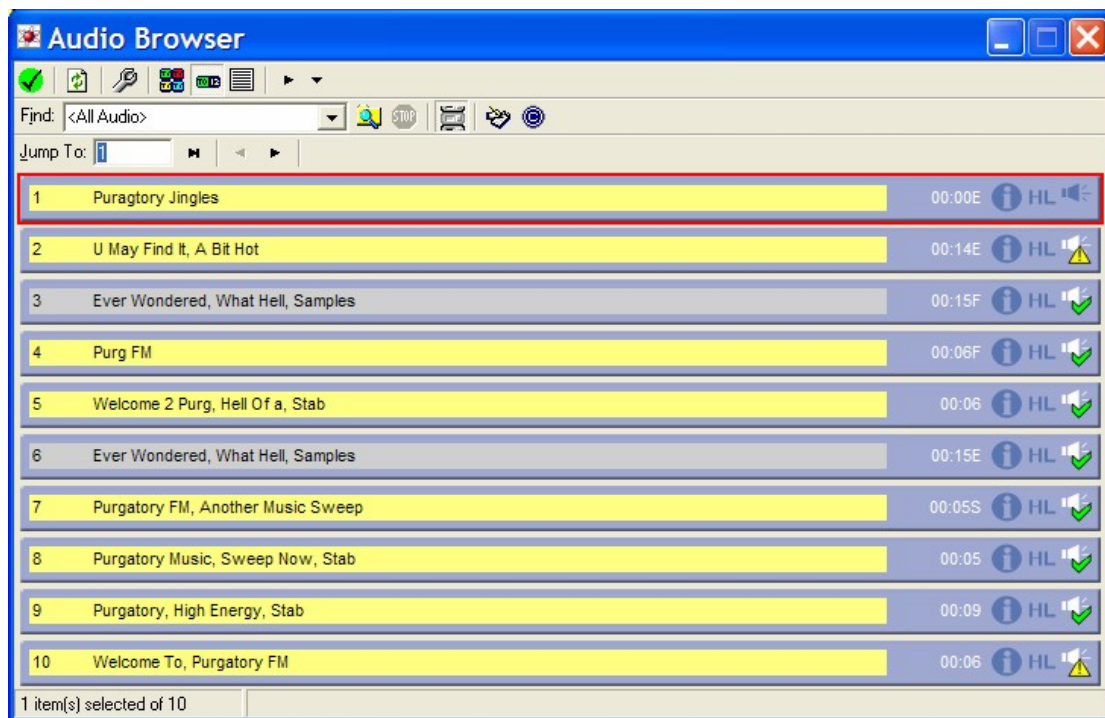 Audio Browser
TO 12
Find: <All Audio> STOP
Jump To: 1
1 Puragtory Jingles 00:00E i HL
2 U May Find It, A Bit Hot 00:14E i HL
3 Ever Wondered, What Hell, Samples 00:15F i HL
4 Purg FM 00:06F i HL
5 Welcome 2 Purg, Hell Of a, Stab 00:06 i HL
6 Ever Wondered, What Hell, Samples 00:15E i HL
7 Purgatory FM, Another Music Sweep 00:05S i HL
8 Purgatory Music, Sweep Now, Stab 00:05 i HL
9 Purgatory, High Energy, Stab 00:09 i HL
10 Welcome To, Purgatory FM 00:06 i HL
1 item(s) selected of 10